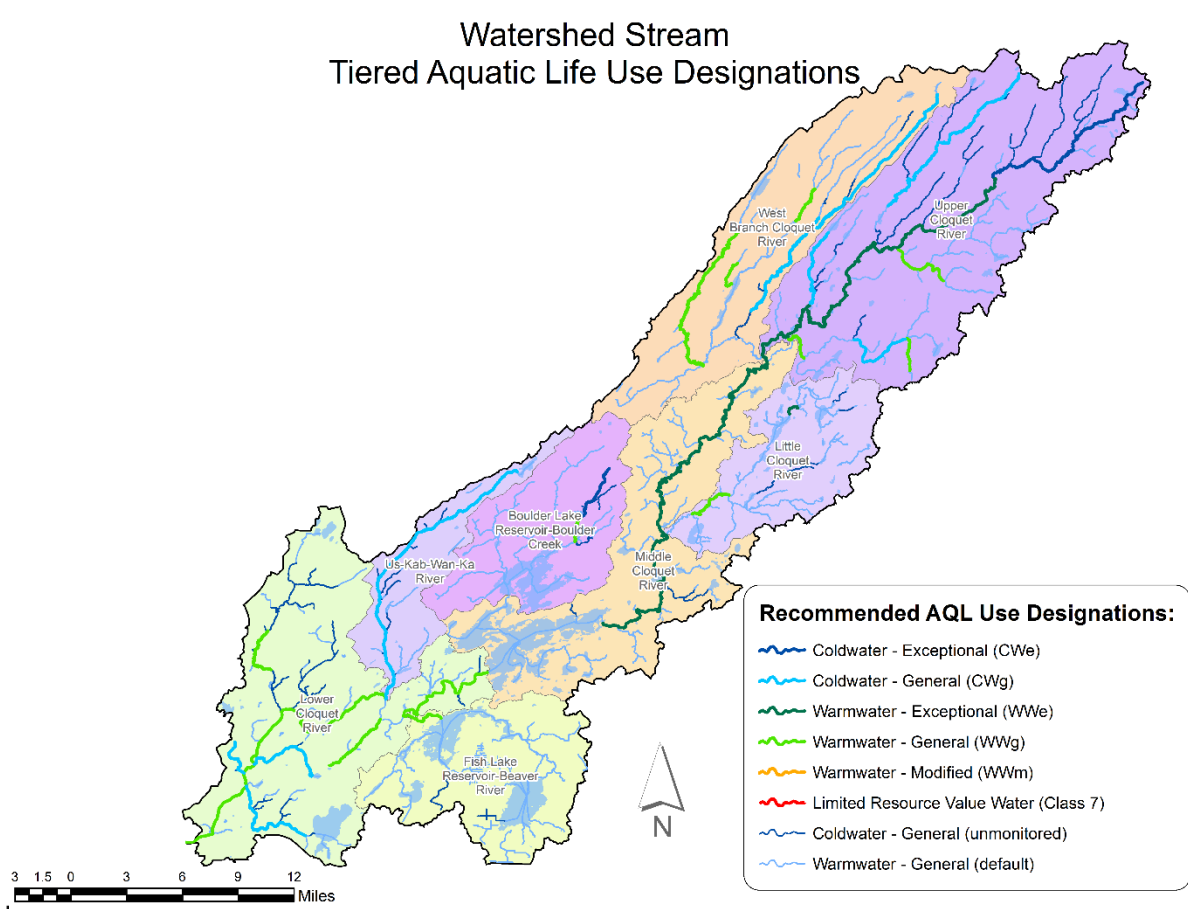 Watershed Stream
Tiered Aquatic Life Use Designations
West
Branch Cloquet
River
Upper
Cloquet
River
Little
Cloquet
River
Boulder Lake
Reservoir-Boulder
Creek
Us-Kab-Wan-Ka
River
Middle
Cloquet
River
Lower
Cloquet
River
Fish Lake
Reservoir-Beaver
River
N
Recommended AQL Use Designations:
Coldwater - Exceptional (CWe)
Coldwater - General (CWg)
Warmwater - Exceptional (WWe)
Warmwater - General (WWg)
Warmwater - Modified (WWm)
Limited Resource Value Water (Class 7)
Coldwater - General (unmonitored)
Warmwater - General (default)
3 1.5 0 3 6 9 12
Miles